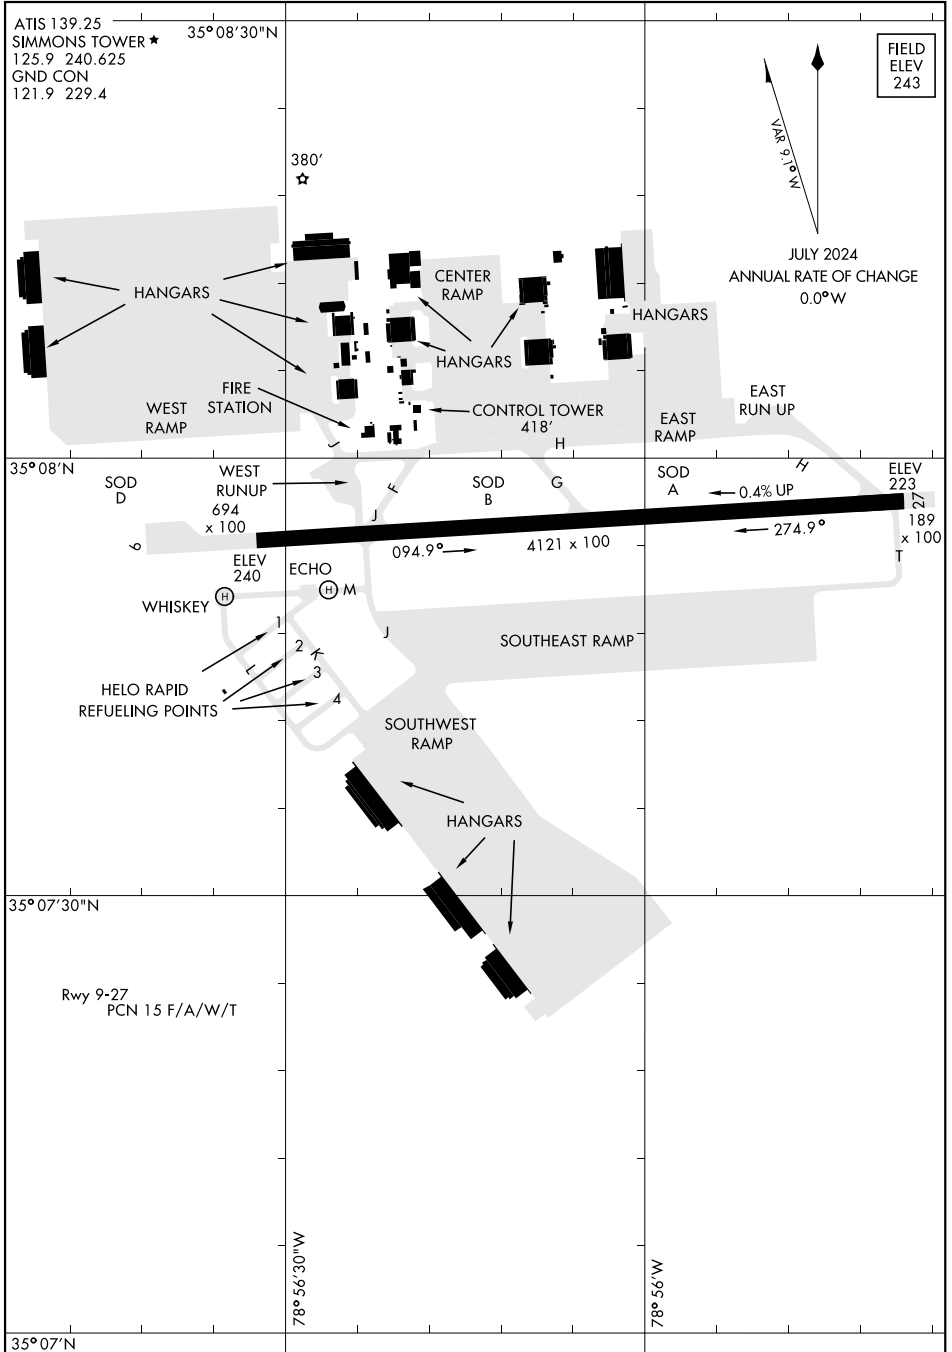 ATIS 139.25
SIMMONS TOWER ★
125.9 240.625
GND CON
121.9 229.4
35°08'30"N
FIELD
ELEV
243
VAR 9.1° W
JULY 2024
ANNUAL RATE OF CHANGE
0.0° W
380'
HANGARS
CENTER
RAMP
HANGARS
HANGARS
FIRE
STATION
WEST
RAMP
CONTROL TOWER
418'
EAST
RAMP
EAST
RUN UP
J
H
H
35°08'N
SOD
D
WEST
RUNUP
694
x 100
F
J
SOD
B
G
SOD
A
0.4% UP
ELEV
223
27
189
x 100
9
ELEV
240
094.9°
4121 x 100
274.9°
T
ECHO
H
M
WHISKEY
H
1
2
K
3
4
L
J
SOUTHEAST RAMP
HELO RAPID
REFUELING POINTS
SOUTHWEST
RAMP
HANGARS
35°07'30"N
Rwy 9-27
PCN 15 F/A/W/T
78°56'30"W
78°56'W
35°07'N